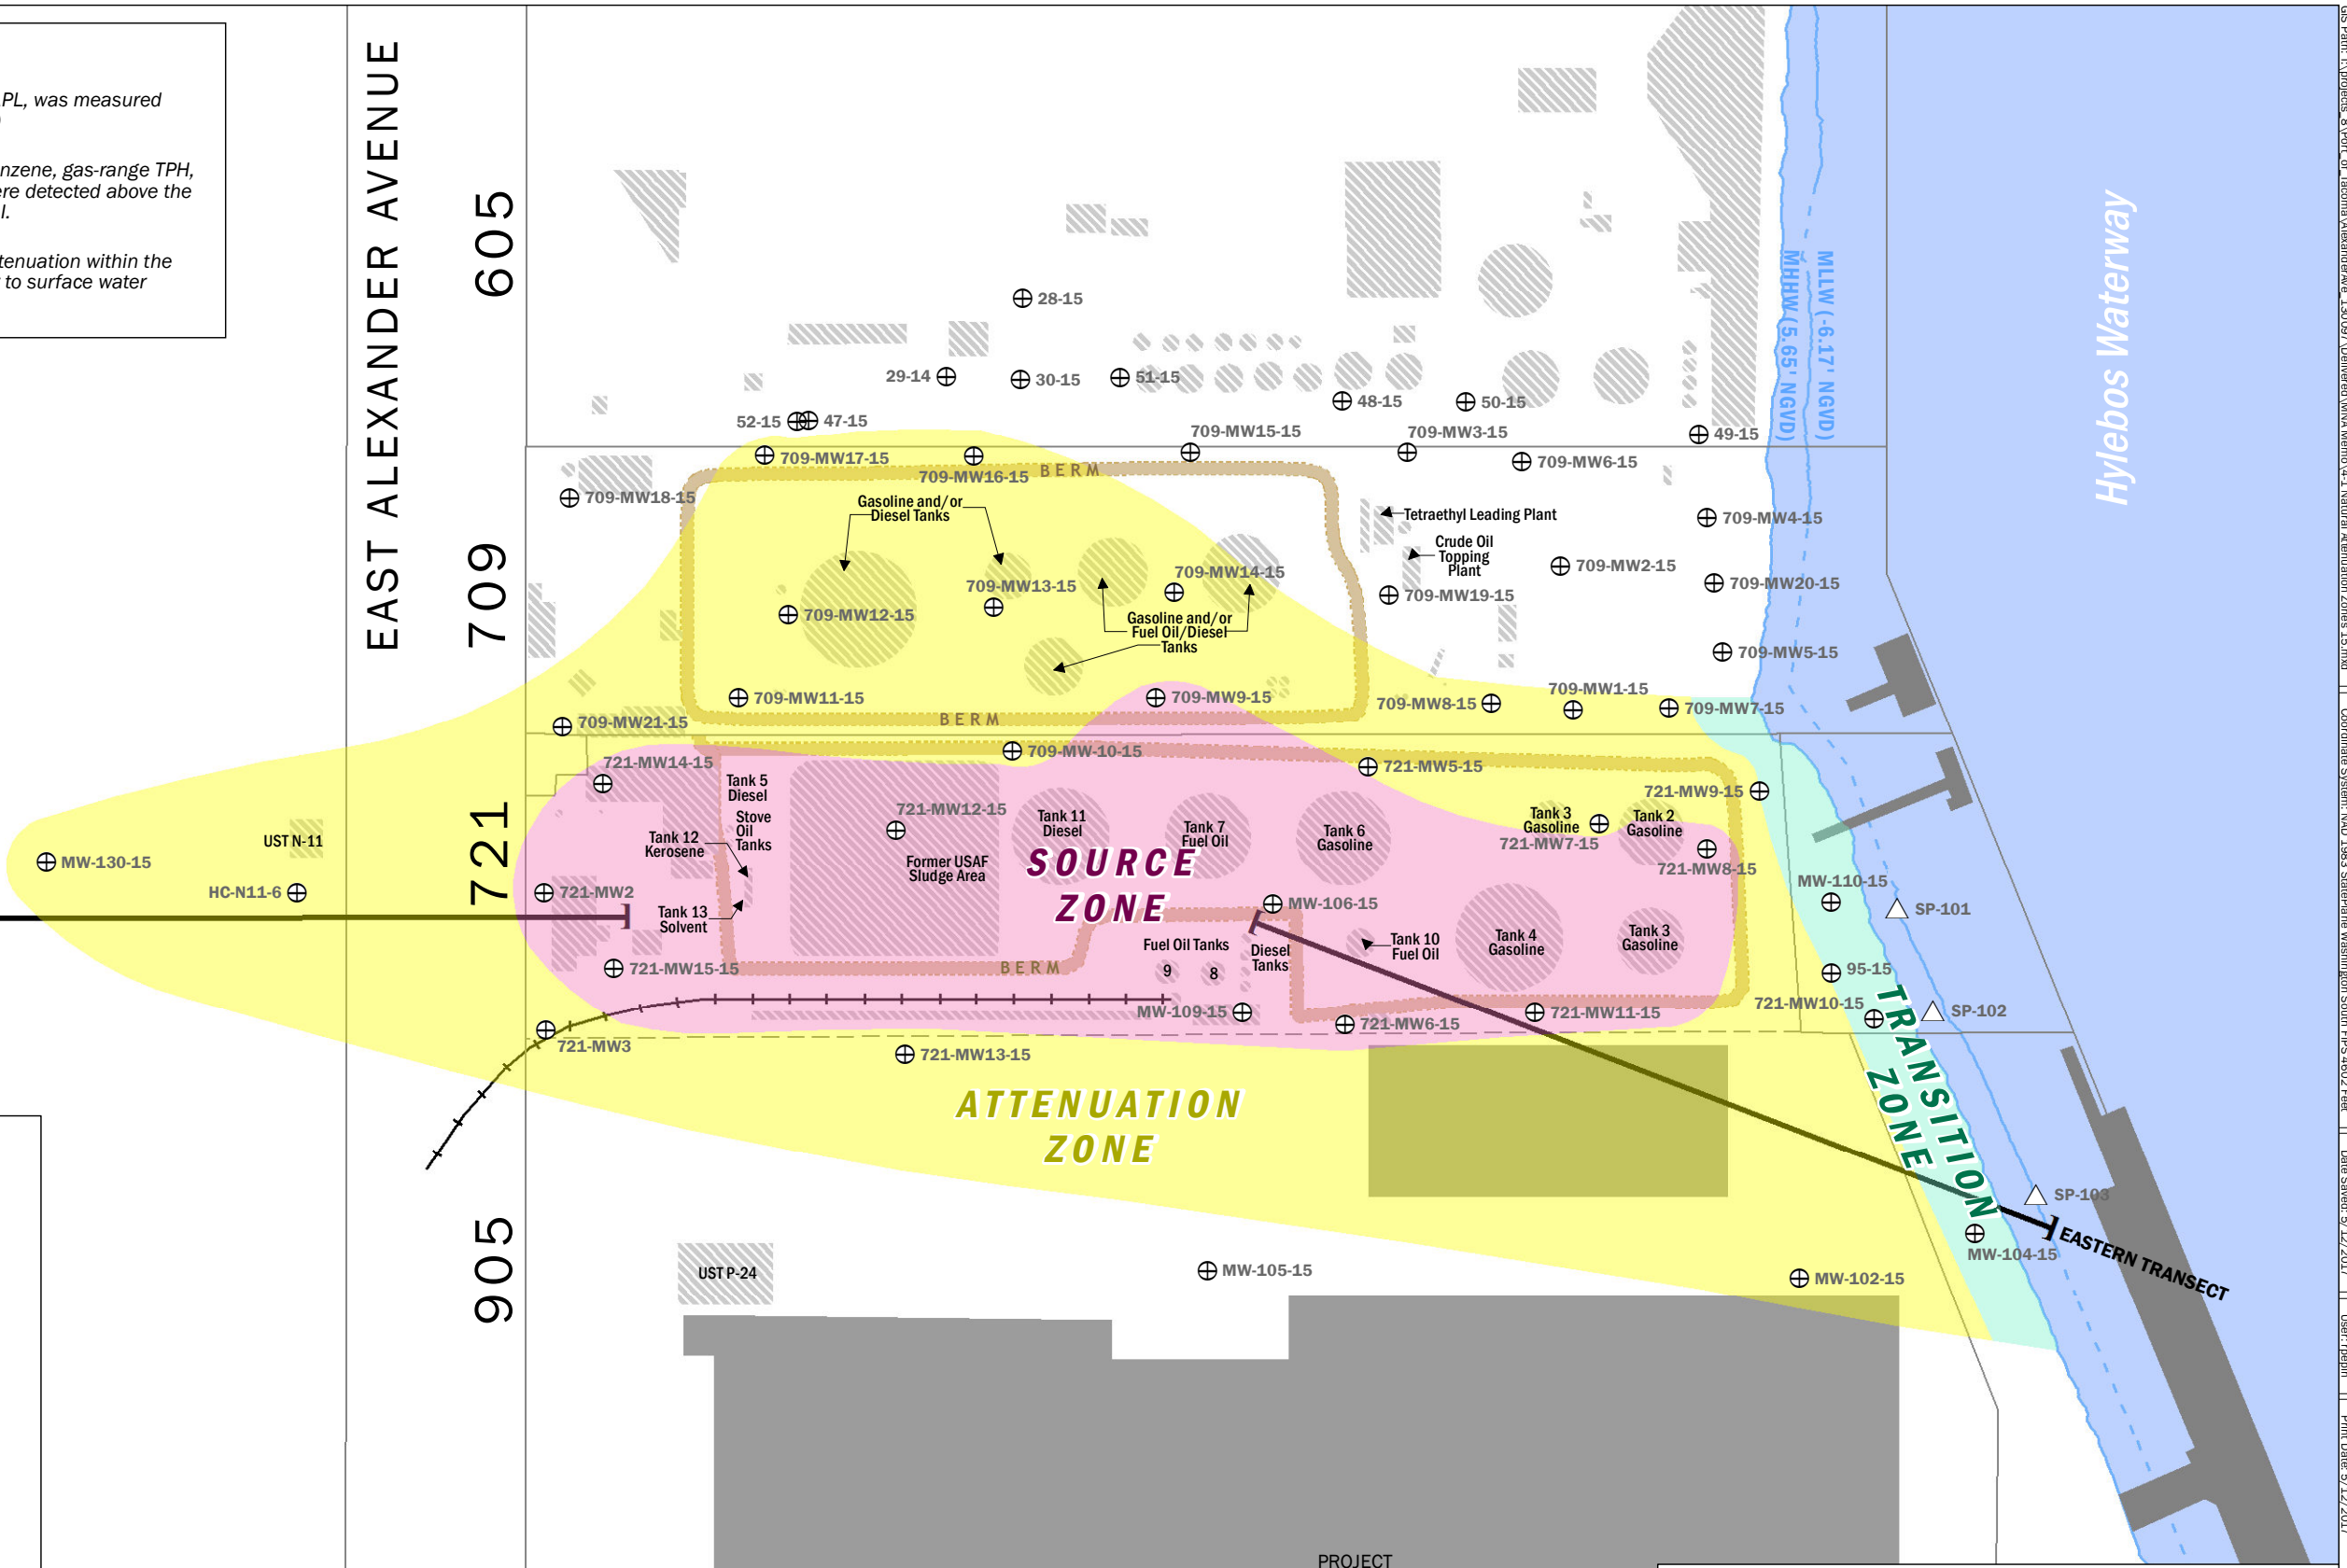 PL, was measured
nzene, gas-range TPH,
ere detected above the
l.
tenuation within the
to surface water
EAST ALEXANDER AVENUE
605
709
721
905
Hylebos Waterway
MHHW (5.65' NGVD)
MLLW (-6.17' NGVD)
28-15
29-14
30-15
51-15
48-15
50-15
52-15
47-15
49-15
709-MW15-15
709-MW3-15
709-MW17-15
709-MW16-15
BERM
709-MW6-15
709-MW18-15
Gasoline and/or
Diesel Tanks
Tetraethyl Leading Plant
709-MW4-15
Crude Oil
Topping
Plant
709-MW2-15
709-MW13-15
709-MW14-15
709-MW20-15
709-MW19-15
709-MW12-15
Gasoline and/or
Fuel Oil/Diesel
Tanks
709-MW5-15
709-MW11-15
709-MW9-15
709-MW8-15
709-MW1-15
709-MW7-15
709-MW21-15
BERM
709-MW-10-15
721-MW14-15
721-MW5-15
Tank 5
Diesel
721-MW9-15
721-MW12-15
Stove
Oil
Tanks
Tank 11
Diesel
Tank 7
Fuel Oil
Tank 6
Gasoline
Tank 3
Gasoline
Tank 2
Gasoline
721-MW7-15
Tank 12
Kerosene
UST N-11
MW-130-15
Former USAF
Sludge Area
SOURCE
ZONE
721-MW8-15
MW-110-15
HC-N11-6
721-MW2
MW-106-15
SP-101
Tank 13
Solvent
Fuel Oil Tanks
9
8
Diesel
Tanks
Tank 10
Fuel Oil
Tank 4
Gasoline
Tank 3
Gasoline
721-MW15-15
BERM
95-15
721-MW10-15
SP-102
MW-109-15
721-MW11-15
721-MW6-15
721-MW3
721-MW13-15
ATTENUATION
ZONE
TRANSITION
ZONE
SP-103
EASTERN TRANSECT
MW-104-15
UST P-24
MW-105-15
MW-102-15
PROJECT